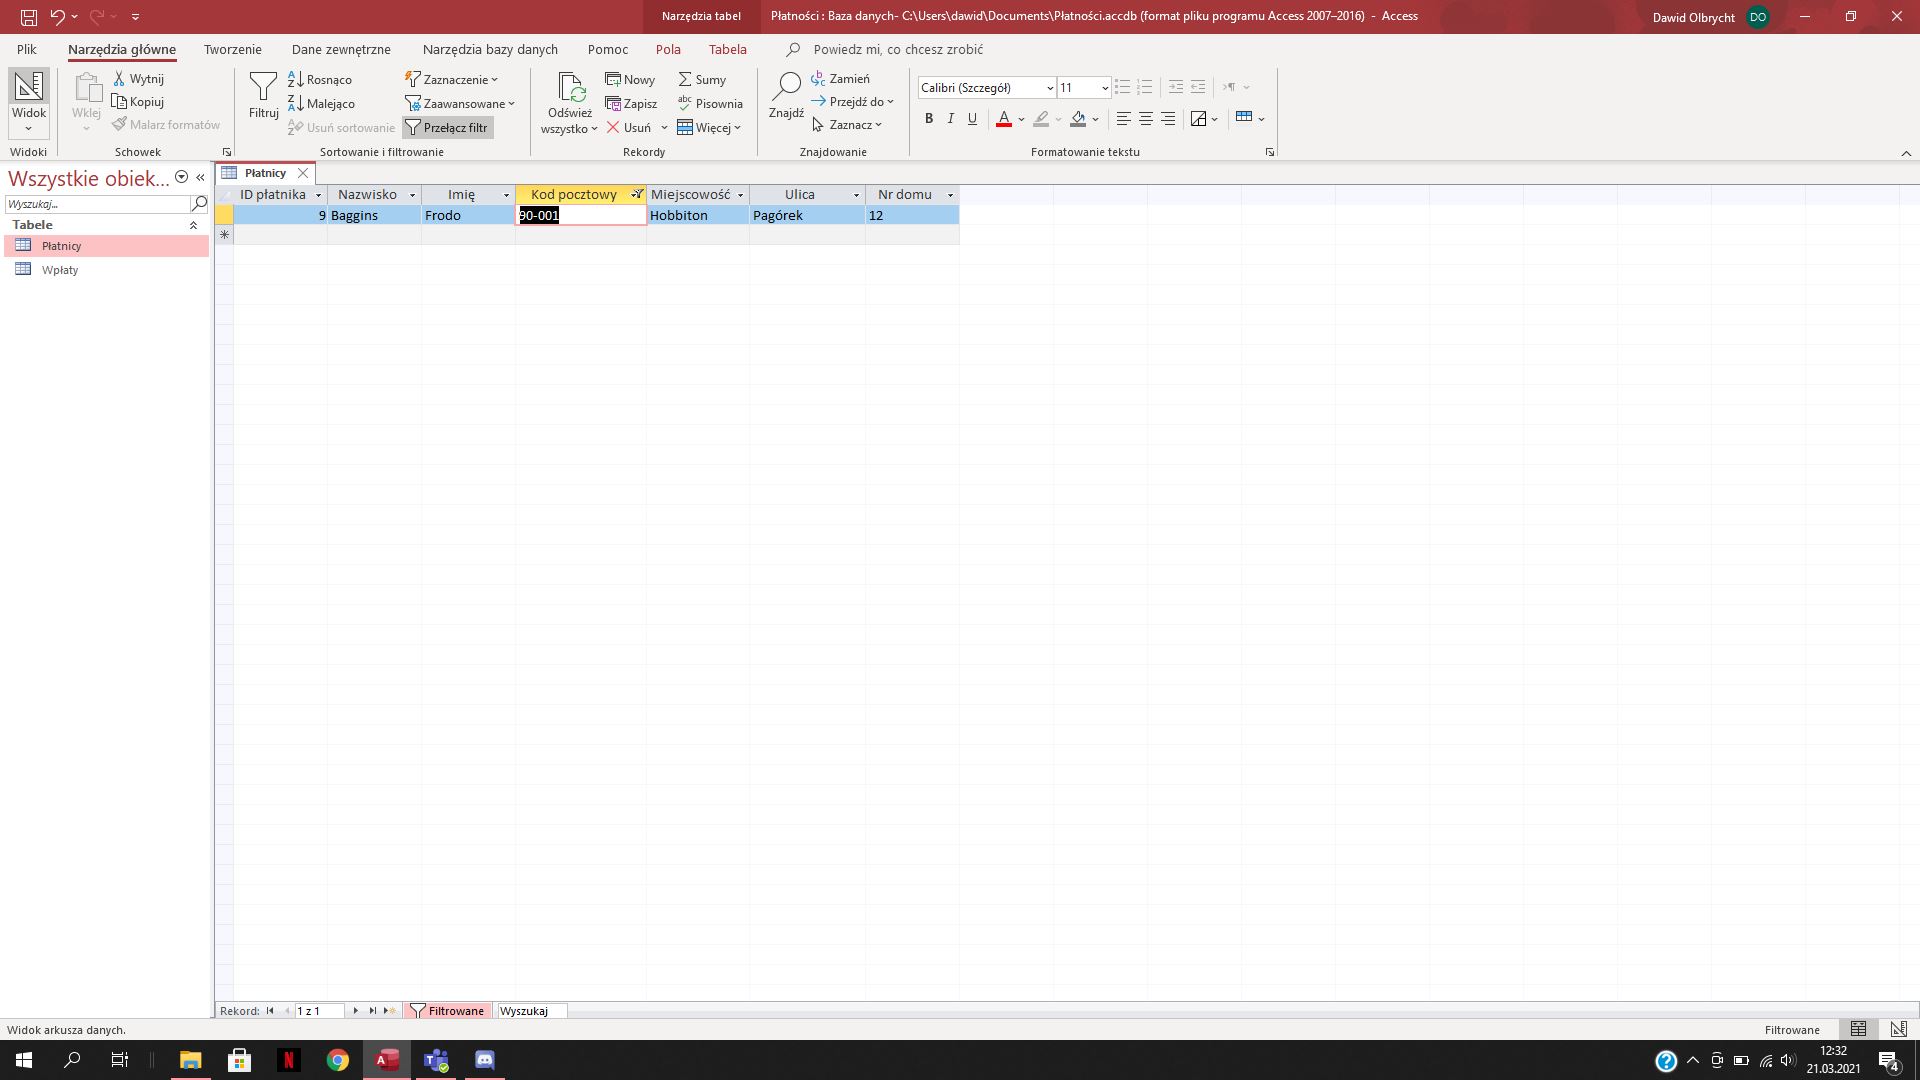 Narzędzia tabel
Płatności : Baza danych- C:\Users\dawid\Documents\Płatności.accdb (format pliku programu Access 2007–2016) - Access
Dawid Olbrycht
DO
Plik
Narzędzia główne
Tworzenie
Dane zewnętrzne
Narzędzia bazy danych
Pomoc
Pola
Tabela
Powiedz mi, co chcesz zrobić
Widok
Widoki
Wklej
Wytnij
Kopiuj
Malarz formatów
Schowek
Filtruj
Rosnąco
Malejąco
Usuń sortowanie
Zaznaczenie
Zaawansowane
Przełącz filtr
Sortowanie i filtrowanie
Odśwież
wszystko
Nowy
Zapisz
Usuń
Sumy
Pisownia
Więcej
Rekordy
Znajdź
Zamień
Przejdź do
Zaznacz
Znajdowanie
Calibri (Szczegół)
11
B I U
Formatowanie tekstu
Wszystkie obiek...
Wyszukaj...
Tabele
Płatnicy
Wpłaty
Płatnicy
ID płatnika Nazwisko Imię Kod pocztowy Miejscowość Ulica Nr domu
9 Baggins Frodo 90-001 Hobbiton Pagórek 12
Rekord: 1 z 1 Filtrowane Wyszukaj
Widok arkusza danych.
Filtrowane
12:32
21.03.2021
4